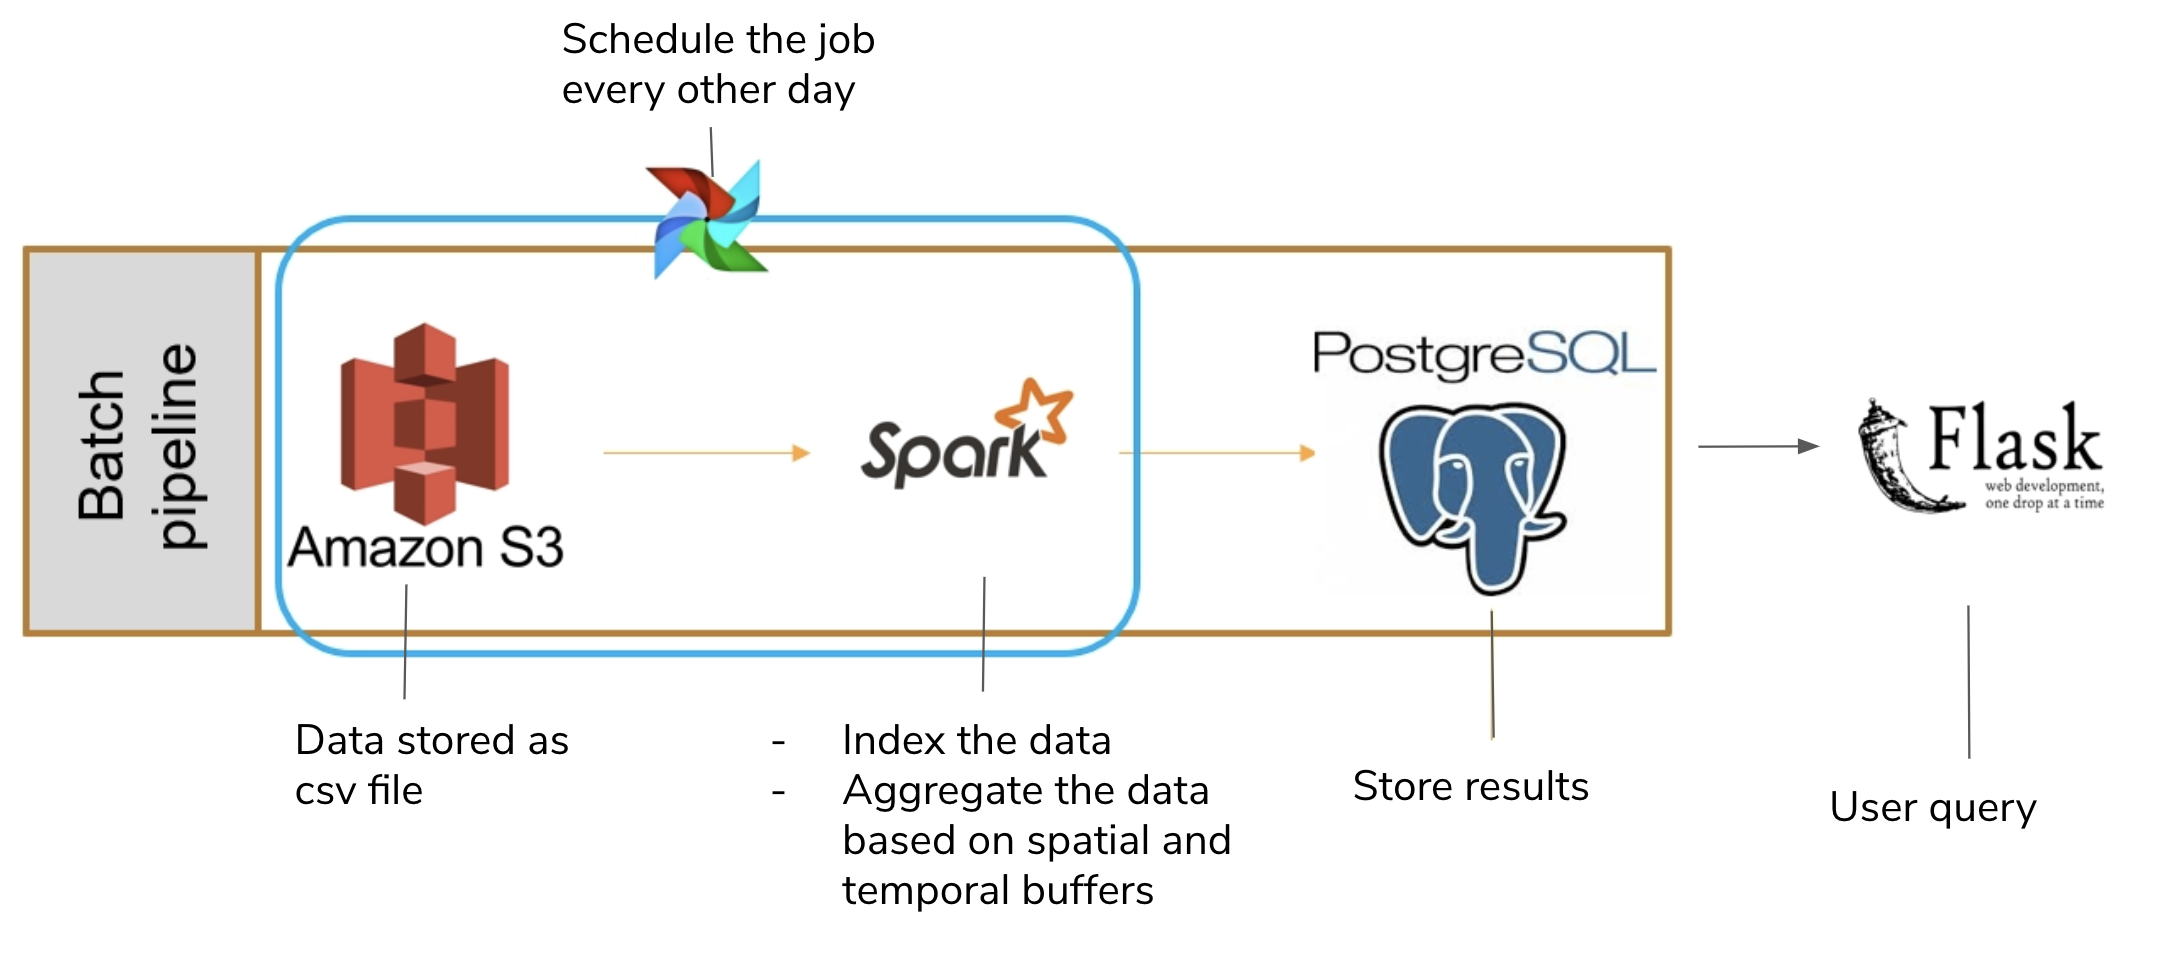 Schedule the job
every other day
Batch
pipeline
Amazon S3
Spark
PostgreSQL
Flask
web development,
one drop at a time
Data stored as
csv file
- Index the data
- Aggregate the data
based on spatial and
temporal buffers
Store results
User query